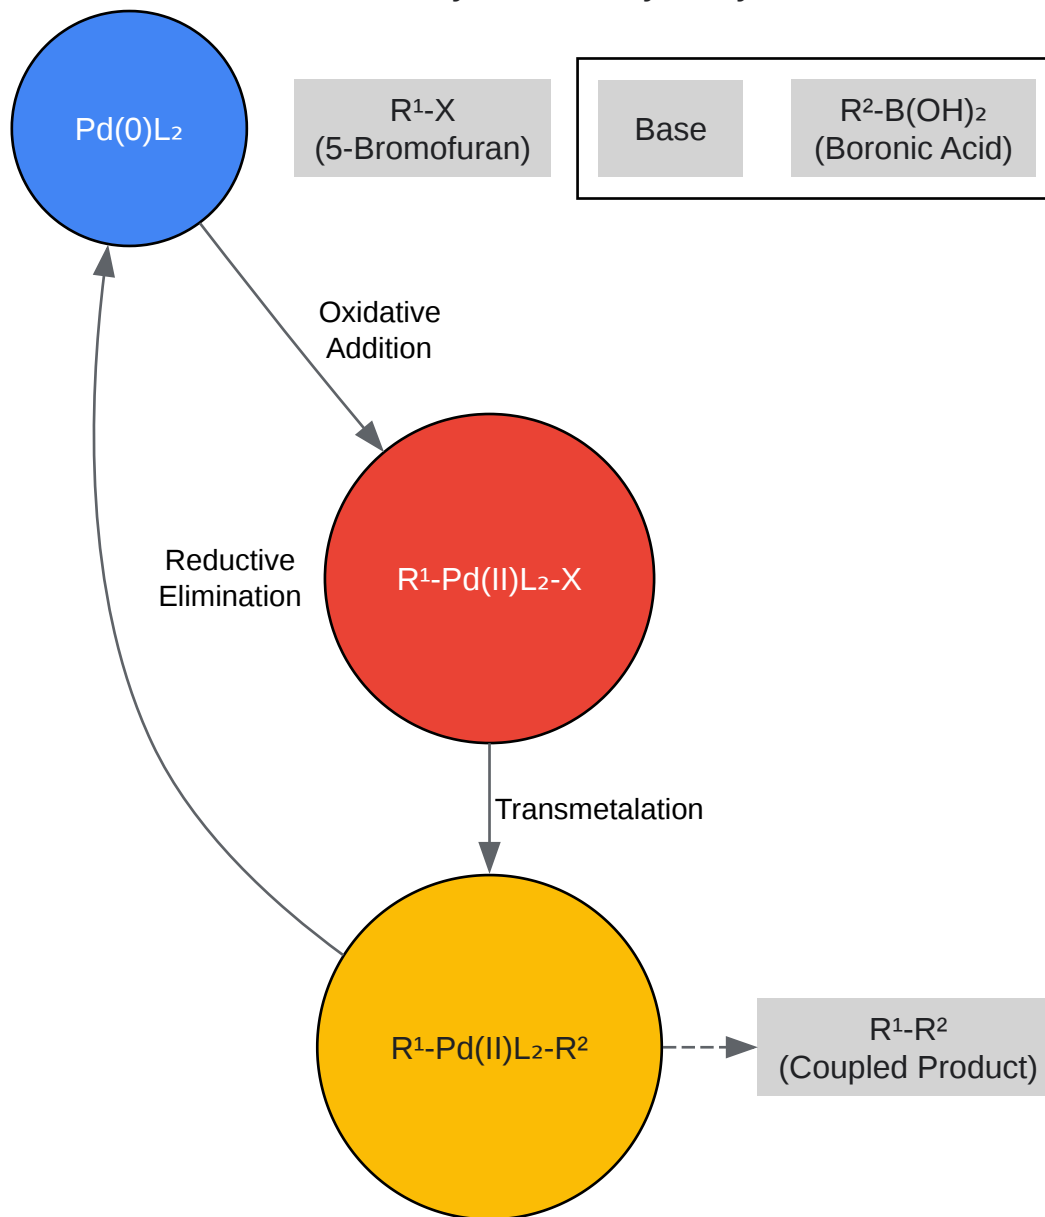 Pd(0)L₂
R¹-X
(5-Bromofuran)
Base
R²-B(OH)₂
(Boronic Acid)
Oxidative
Addition
Reductive
Elimination
R¹-Pd(II)L₂-X
Transmetalation
R¹-Pd(II)L₂-R²
R¹-R²
(Coupled Product)